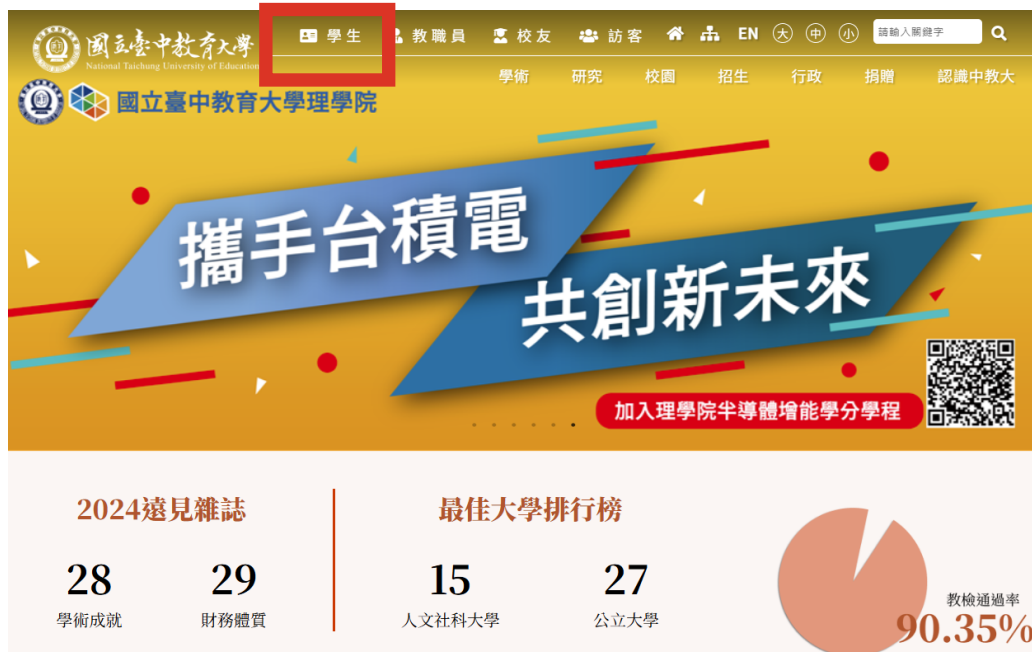 國立臺中教育大學
National Taichung University of Education
學生 教職員 校友 訪客 EN 大 中 小 請輸入關鍵字
學術 研究 校園 招生 行政 捐贈 認識中教大
國立臺中教育大學理學院
攜手台積電
共創新未來
加入理學院半導體增能學分學程
2024遠見雜誌
最佳大學排行榜
28 29 15 27
學術成就 財務體質 人文社科大學 公立大學
教檢通過率
90.35%